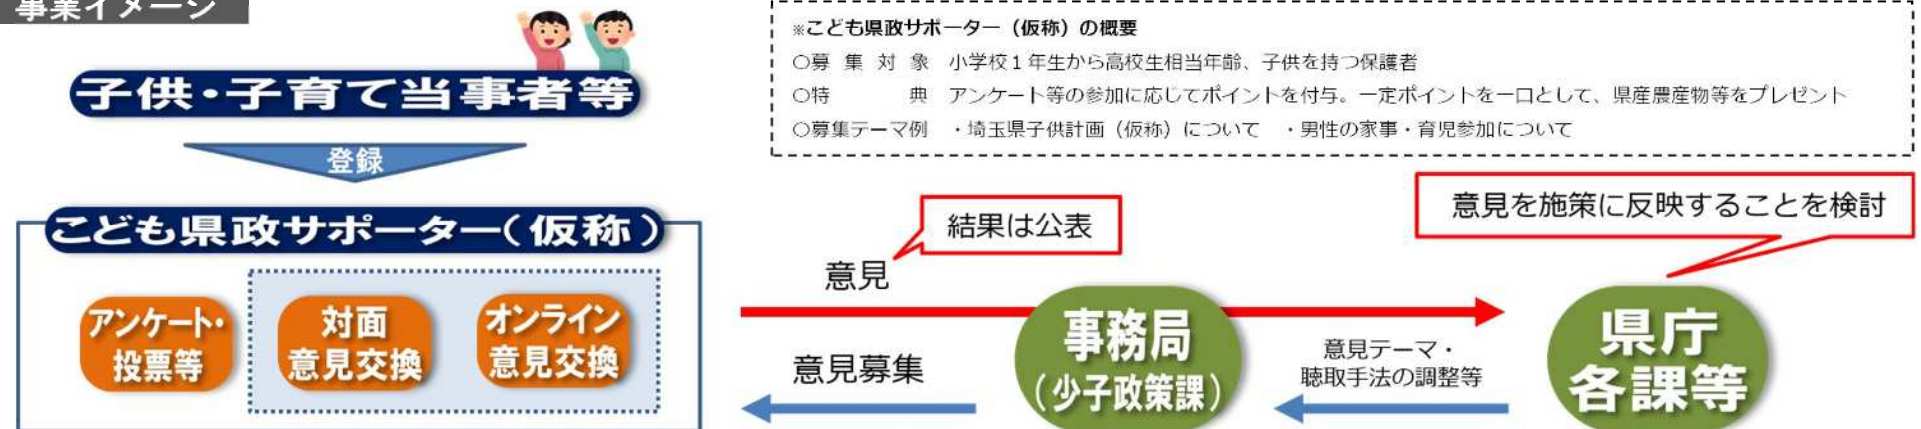 事業イメージ
子供・子育て当事者等
登録
こども県政サポーター(仮称)
アンケート・
投票等
対面
意見交換
オンライン
意見交換
※こども県政サポーター(仮称)の概要
○募集対象 小学校1年生から高校生相当年齢、子供を持つ保護者
○特典 アンケート等の参加に応じてポイントを付与。一定ポイントを一口として、県産農産物等をプレゼント
○募集テーマ例 ・埼玉県子供計画(仮称)について ・男性の家事・育児参加について
結果は公表
意見を施策に反映することを検討
意見
意見募集
事務局
(少子政策課)
意見テーマ・
聴取手法の調整等
県庁
各課等